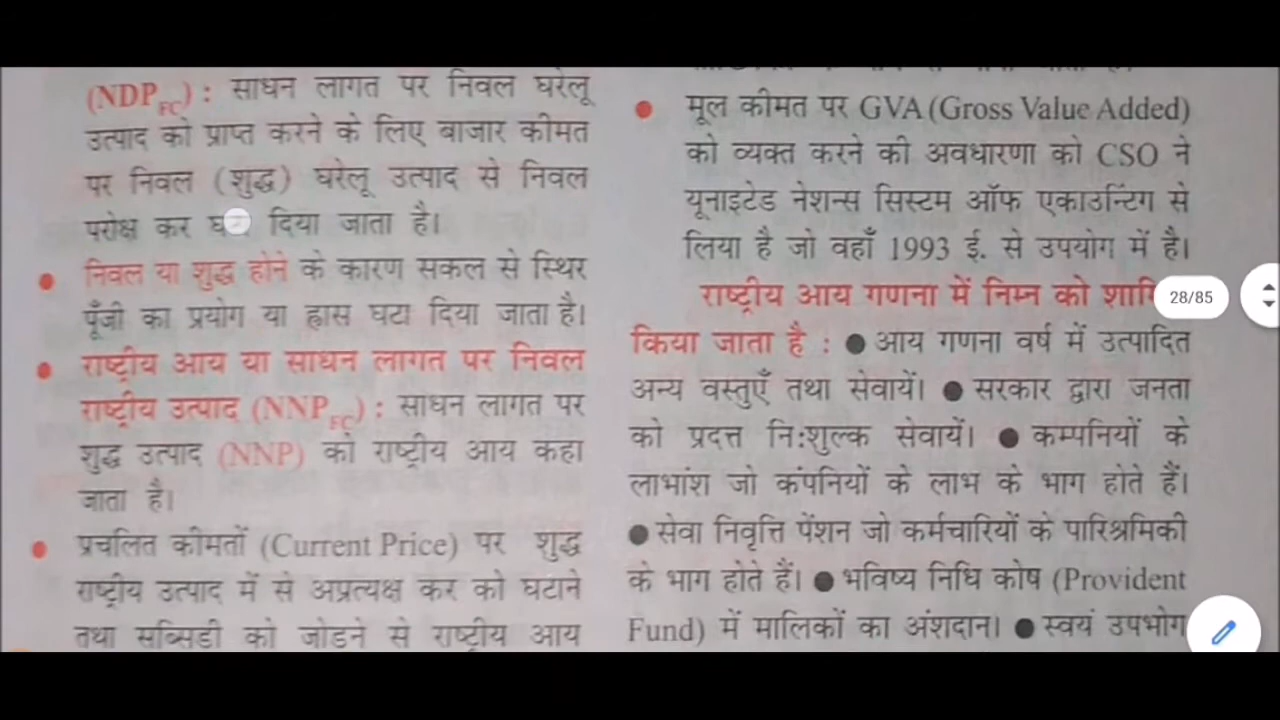 (NDP_FC) : साधन लागत पर निवल घरेलू
उत्पाद को प्राप्त करने के लिए बाजार कीमत
पर निवल (शुद्ध) घरेलू उत्पाद से निवल
परोक्ष कर दिया जाता है।
निवल या शुद्ध होने के कारण सकल से स्थिर
पूँजी का प्रयोग या ह्रास घटा दिया जाता है।
राष्ट्रीय आय या साधन लागत पर निवल
राष्ट्रीय उत्पाद (NNP_FC) : साधन लागत पर
शुद्ध उत्पाद (NNP) को राष्ट्रीय आय कहा
जाता है।
प्रचलित कीमतों (Current Price) पर शुद्ध
राष्ट्रीय उत्पाद में से अप्रत्यक्ष कर को घटाने
तथा सब्सिडी को जोडने से राष्ट्रीय आय
मूल कीमत पर GVA (Gross Value Added)
को व्यक्त करने की अवधारणा को CSO ने
यूनाइटेड नेशन्स सिस्टम ऑफ एकाउन्टिंग से
लिया है जो वहाँ 1993 ई. से उपयोग में है।
राष्ट्रीय आय गणना में निम्न को
किया जाता है : ● आय गणना वर्ष में उत्पादित
अन्य वस्तुएँ तथा सेवायें। ● सरकार द्वारा जनता
को प्रदत्त नि:शुल्क सेवायें। ● कम्पनियों के
लाभांश जो कंपनियों के लाभ के भाग होते हैं।
● सेवा निवृत्ति पेंशन जो कर्मचारियों के पारिश्रमिकी
के भाग होते हैं। ● भविष्य निधि कोष (Provident
Fund) में मालिकों का अंशदान। ● स्वयं उपभोग
28/85